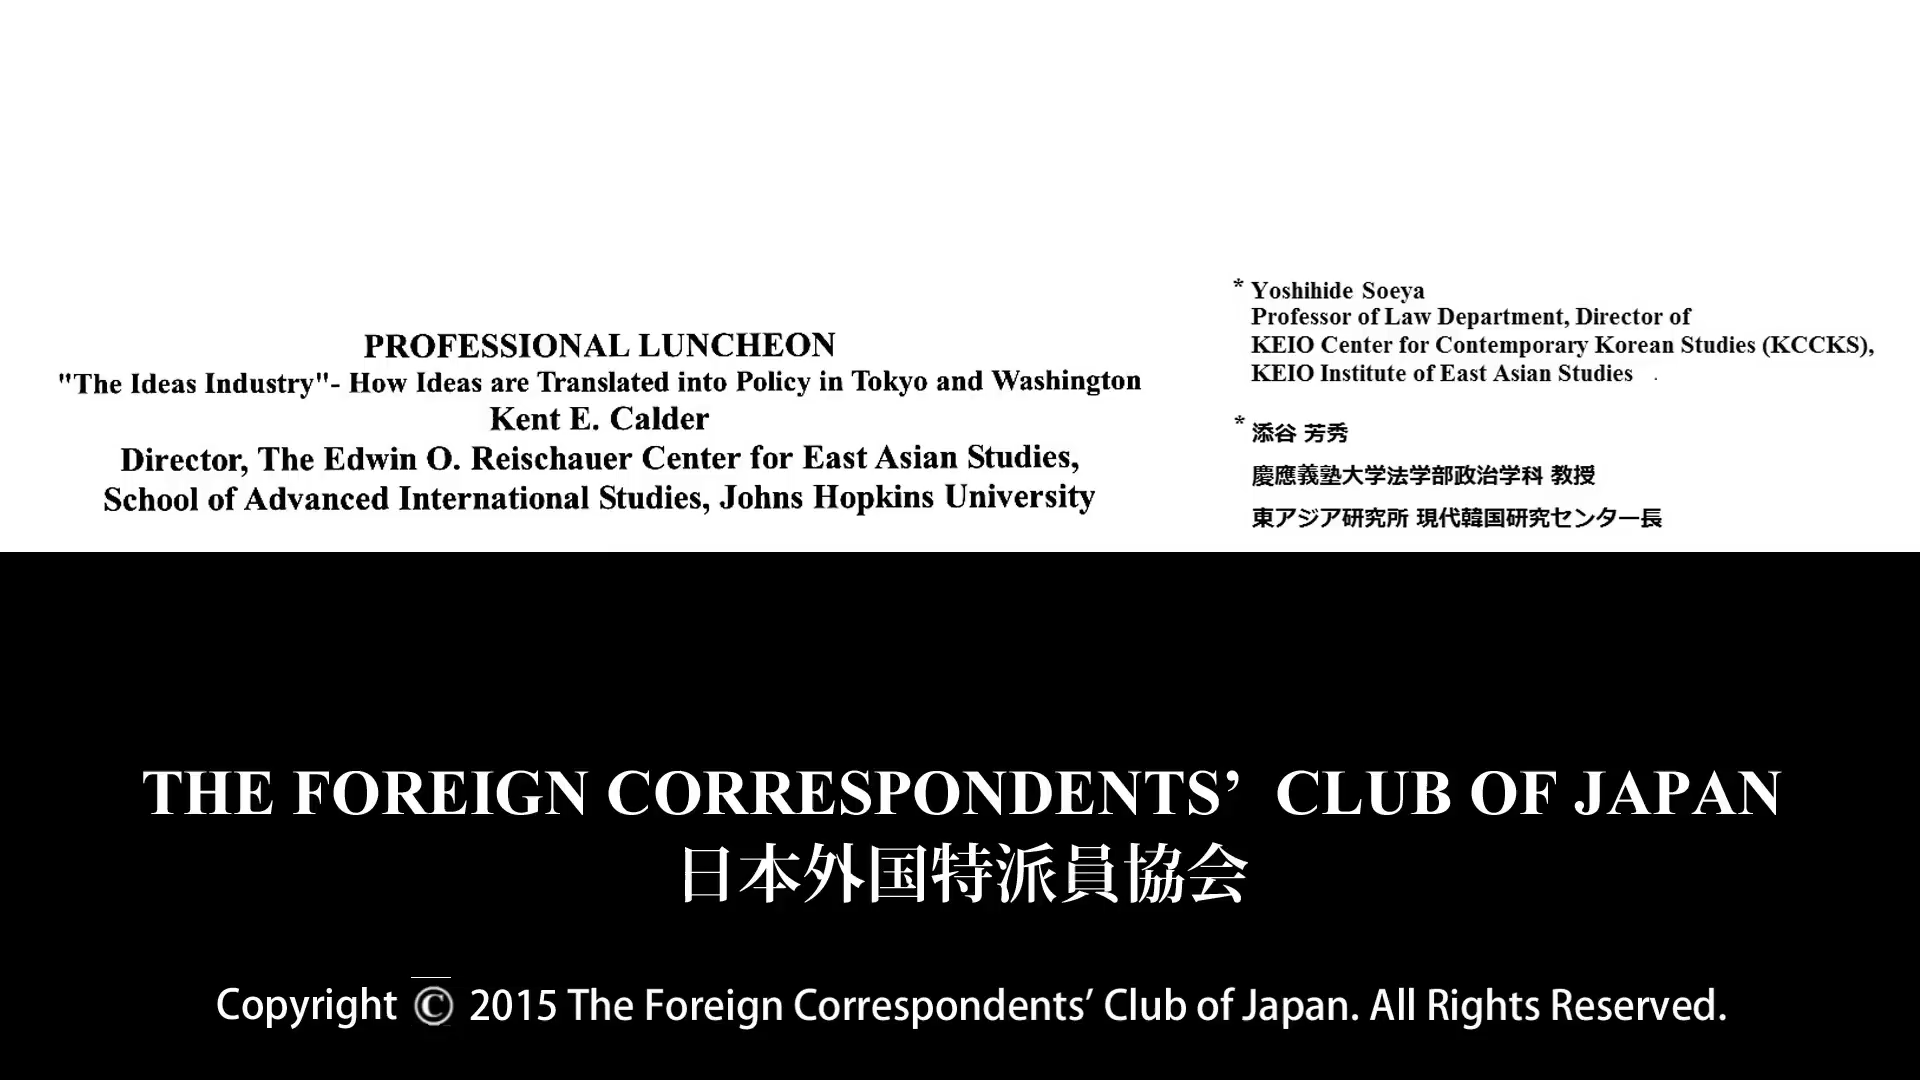 PROFESSIONAL LUNCHEON
"The Ideas Industry"- How Ideas are Translated into Policy in Tokyo and Washington
Kent E. Calder
Director, The Edwin O. Reischauer Center for East Asian Studies,
School of Advanced International Studies, Johns Hopkins University
* Yoshihide Soeya
Professor of Law Department, Director of
KEIO Center for Contemporary Korean Studies (KCCKS),
KEIO Institute of East Asian Studies
* 添谷 芳秀
慶應義塾大学法学部政治学科 教授
東アジア研究所 現代韓国研究センター長
THE FOREIGN CORRESPONDENTS’ CLUB OF JAPAN
日本外国特派員協会
Copyright © 2015 The Foreign Correspondents’ Club of Japan. All Rights Reserved.